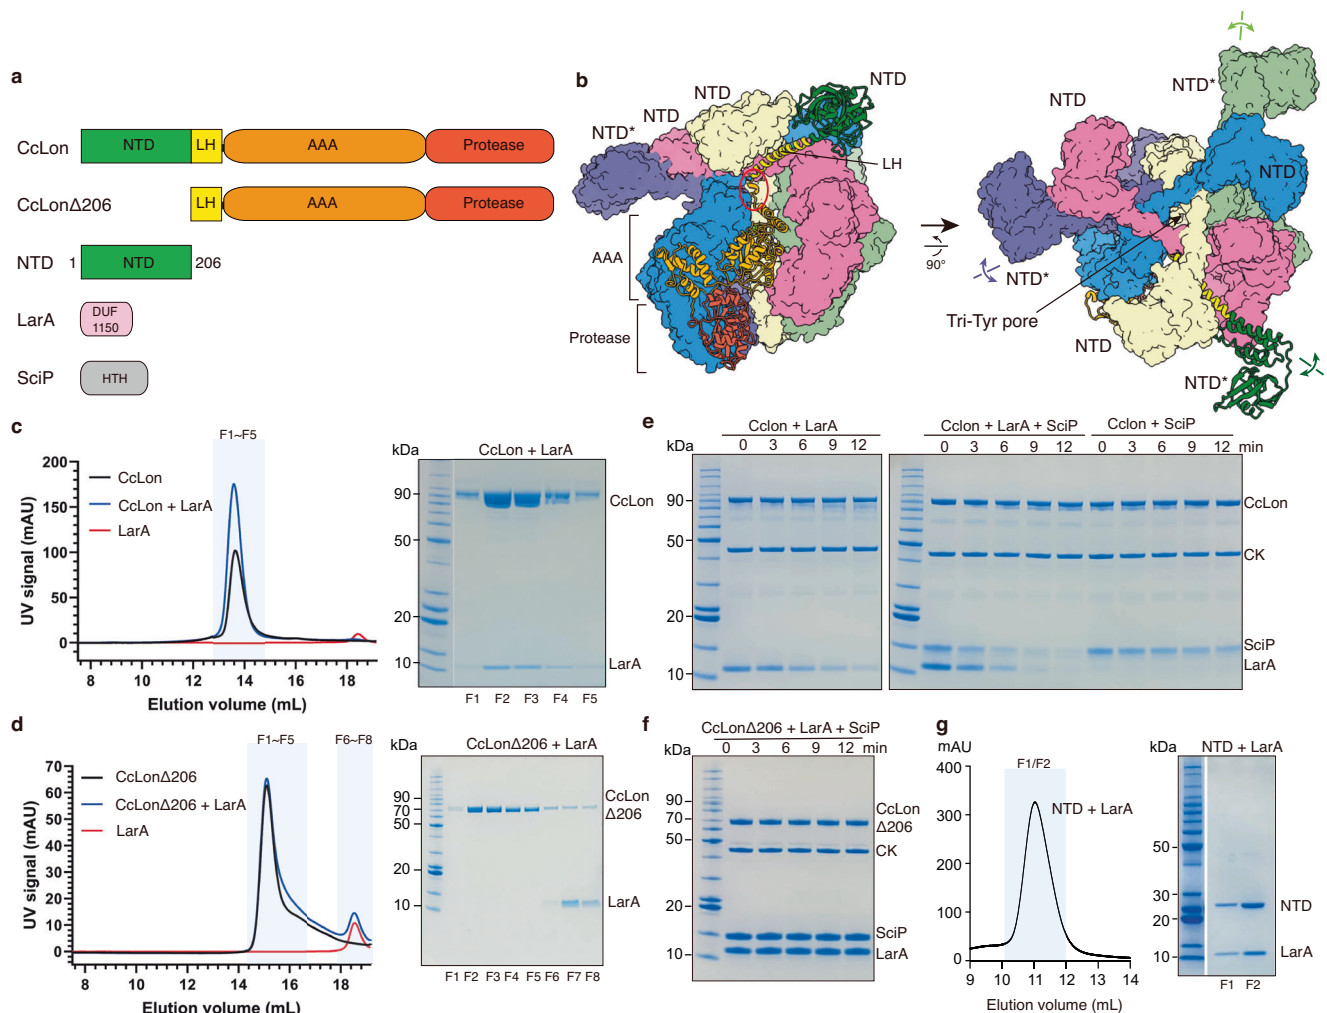 a
CcLon
NTD
LH
AAA
Protease
CcLonΔ206
LH
AAA
Protease
NTD
1
NTD
206
LarA
DUF
1150
SciP
HTH
b
NTD
NTD
NTD
NTD*
LH
AAA
Protease
90°
NTD*
NTD
NTD
NTD*
Tri-Tyr pore
NTD
NTD*
c
F1~F5
CcLon
CcLon + LarA
LarA
UV signal (mAU)
200
150
100
50
0
8 10 12 14 16 18
Elution volume (mL)
kDa
CcLon + LarA
90
50
20
10
CcLon
LarA
F1 F2 F3 F4 F5
d
F1~F5
F6~F8
CcLonΔ206
CcLonΔ206 + LarA
LarA
UV signal (mAU)
70
60
50
40
30
20
10
0
8 10 12 14 16 18
Elution volume (mL)
kDa
CcLonΔ206 + LarA
90
70
50
20
10
CcLon
Δ206
LarA
F1 F2 F3 F4 F5 F6 F7 F8
e
Cclon + LarA
Cclon + LarA + SciP
Cclon + SciP
kDa
0 3 6 9 12
0 3 6 9 12
0 3 6 9 12 min
90
50
20
10
90
50
20
10
CcLon
CK
SciP
LarA
f
CcLonΔ206 + LarA + SciP
kDa
0 3 6 9 12 min
90
70
50
20
10
CcLon
Δ206
CK
SciP
LarA
g
mAU
F1/F2
NTD + LarA
400
300
200
100
0
9 10 11 12 13 14
Elution volume (mL)
kDa
NTD + LarA
50
30
20
10
NTD
LarA
F1 F2